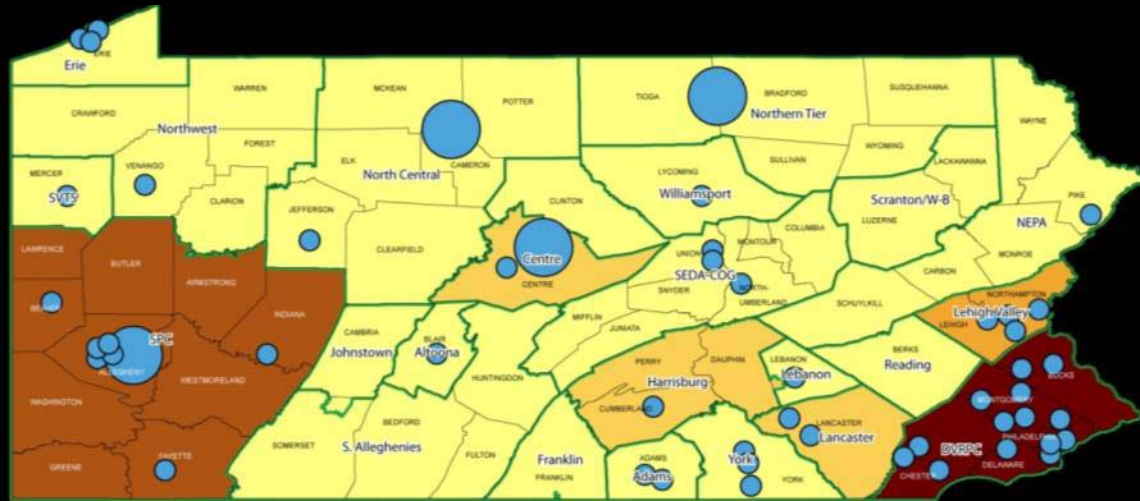 ERIE
Erie
CRAWFORD
WARREN
MCKEAN
POTTER
TIOGA
BRADFORD
SUSQUEHANNA
Northern Tier
WAYNE
Northwest
FOREST
MERCER
VENANGO
SVTS
CLARION
ELK
CAMERON
North Central
JEFFERSON
CLEARFIELD
CLINTON
LYCOMING
Williamsport
SULLIVAN
WYOMING
LACKAWANNA
Scranton/W-B
LUZERNE
PIKE
NEPA
MONROE
LAWRENCE
BUTLER
ARMSTRONG
INDIANA
BEAVER
SPC
ALLEGHENY
WESTMORELAND
WASHINGTON
GREENE
FAYETTE
Centre
CENTRE
UNION
MONTOUR
COLUMBIA
SEDA-COG
SNYDER
NORTH-
UMBERLAND
MIFFLIN
JUNIATA
SCHUYLKILL
CARBON
NORTHAMPTON
Lehigh Valley
LEHIGH
CAMBRIA
Johnstown
BLAIR
Altoona
HUNTINGDON
PERRY
DAUPHIN
Harrisburg
CUMBERLAND
LEBANON
Lebanon
BERKS
Reading
SOMERSET
BEDFORD
S. Alleghenies
FULTON
Franklin
FRANKLIN
ADAMS
Adams
York
YORK
LANCASTER
Lancaster
BUCKS
MONTGOMERY
PHILADELPHIA
DVRPC
CHESTER
DELAWARE